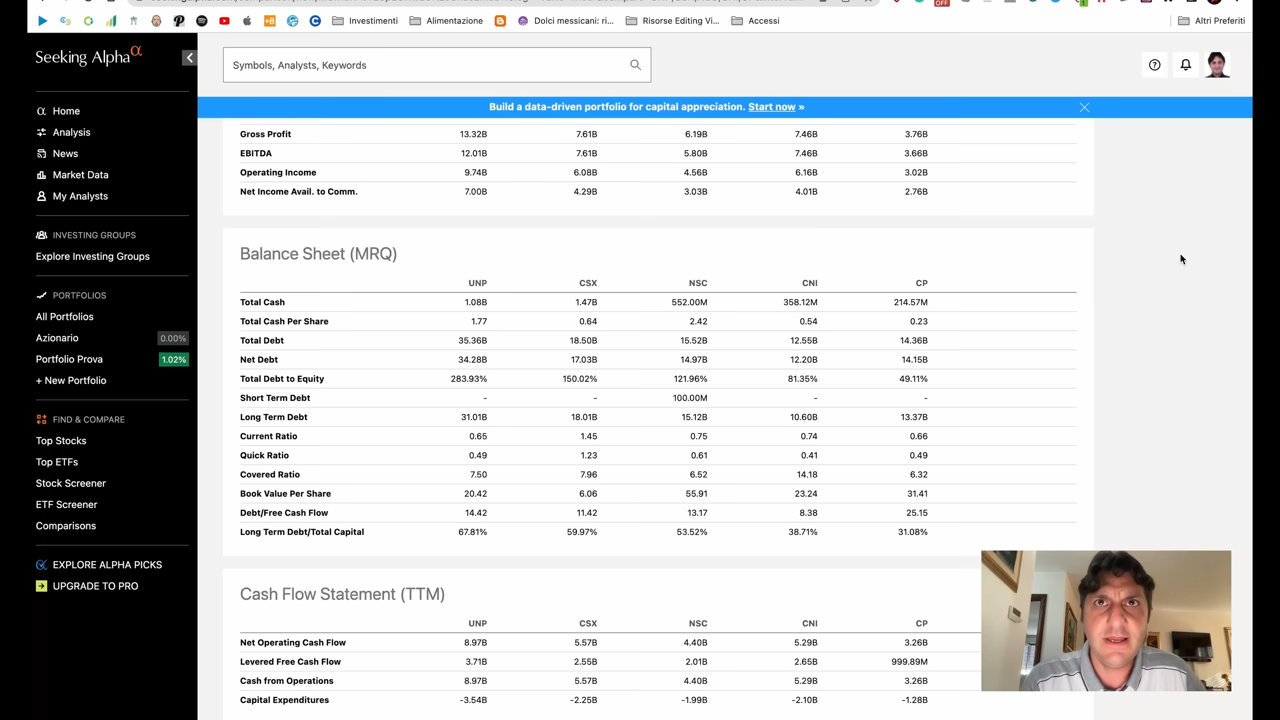 Investimenti Alimentazione Dolci messicani: ri... Risorse Editing Vi... Accessi Altri Preferiti
Seeking Alphaα
Symbols, Analysts, Keywords
Build a data-driven portfolio for capital appreciation. Start now »
Home
Analysis
News
Market Data
My Analysts
INVESTING GROUPS
Explore Investing Groups
PORTFOLIOS
All Portfolios
Azionario 0.00%
Portfolio Prova 1.02%
+ New Portfolio
FIND & COMPARE
Top Stocks
Top ETFs
Stock Screener
ETF Screener
Comparisons
EXPLORE ALPHA PICKS
UPGRADE TO PRO
Gross Profit 13.32B 7.61B 6.19B 7.46B 3.76B
EBITDA 12.01B 7.61B 5.80B 7.46B 3.66B
Operating Income 9.74B 6.08B 4.56B 6.16B 3.02B
Net Income Avail. to Comm. 7.00B 4.29B 3.03B 4.01B 2.76B
Balance Sheet (MRQ)
UNP CSX NSC CNI CP
Total Cash 1.08B 1.47B 552.00M 358.12M 214.57M
Total Cash Per Share 1.77 0.64 2.42 0.54 0.23
Total Debt 35.36B 18.50B 15.52B 12.55B 14.36B
Net Debt 34.28B 17.03B 14.97B 12.20B 14.15B
Total Debt to Equity 283.93% 150.02% 121.96% 81.35% 49.11%
Short Term Debt - - 100.00M - -
Long Term Debt 31.01B 18.01B 15.12B 10.60B 13.37B
Current Ratio 0.65 1.45 0.75 0.74 0.66
Quick Ratio 0.49 1.23 0.61 0.41 0.49
Covered Ratio 7.50 7.96 6.52 14.18 6.32
Book Value Per Share 20.42 6.06 55.91 23.24 31.41
Debt/Free Cash Flow 14.42 11.42 13.17 8.38 25.15
Long Term Debt/Total Capital 67.81% 59.97% 53.52% 38.71% 31.08%
Cash Flow Statement (TTM)
UNP CSX NSC CNI CP
Net Operating Cash Flow 8.97B 5.57B 4.40B 5.29B 3.26B
Levered Free Cash Flow 3.71B 2.55B 2.01B 2.65B 999.89M
Cash from Operations 8.97B 5.57B 4.40B 5.29B 3.26B
Capital Expenditures -3.54B -2.25B -1.99B -2.10B -1.28B